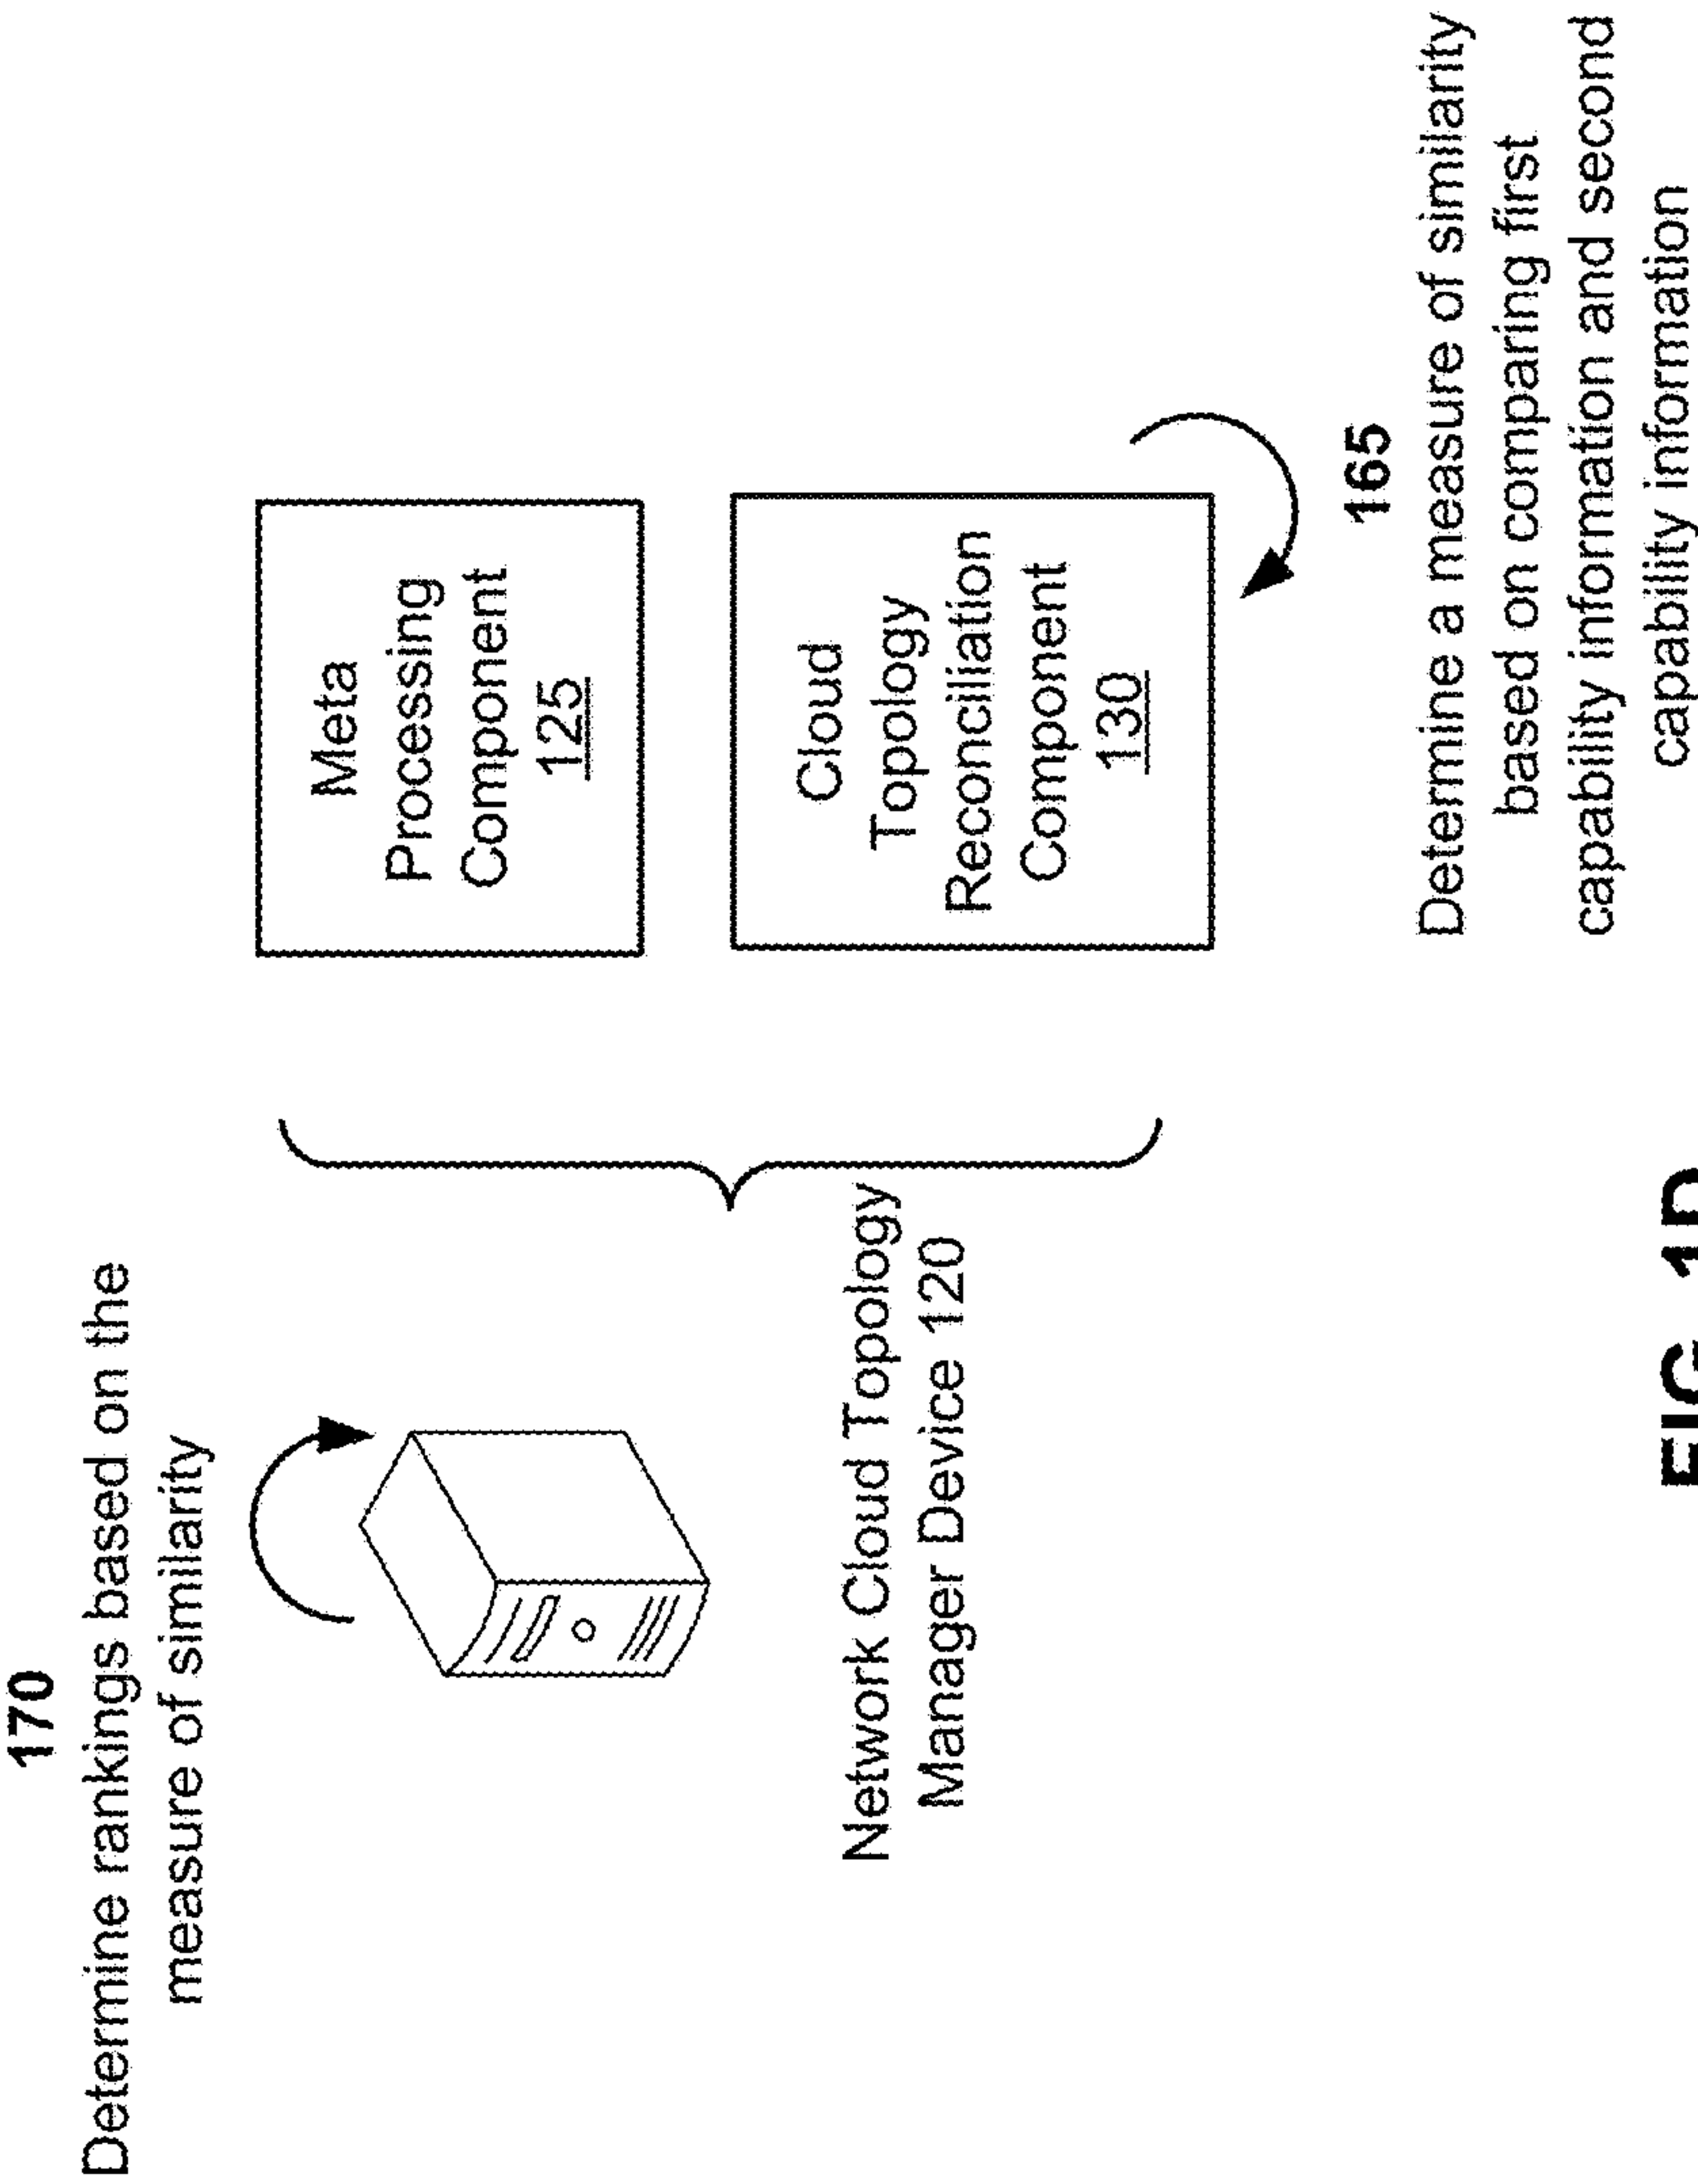 170
Determine rankings based on the
measure of similarity
Network Cloud Topology
Manager Device 120
Meta
Processing
Component
125
Cloud
Topology
Reconciliation
Component
130
165
Determine a measure of similarity
based on comparing first
capability information and second
capability information
FIG. 1D